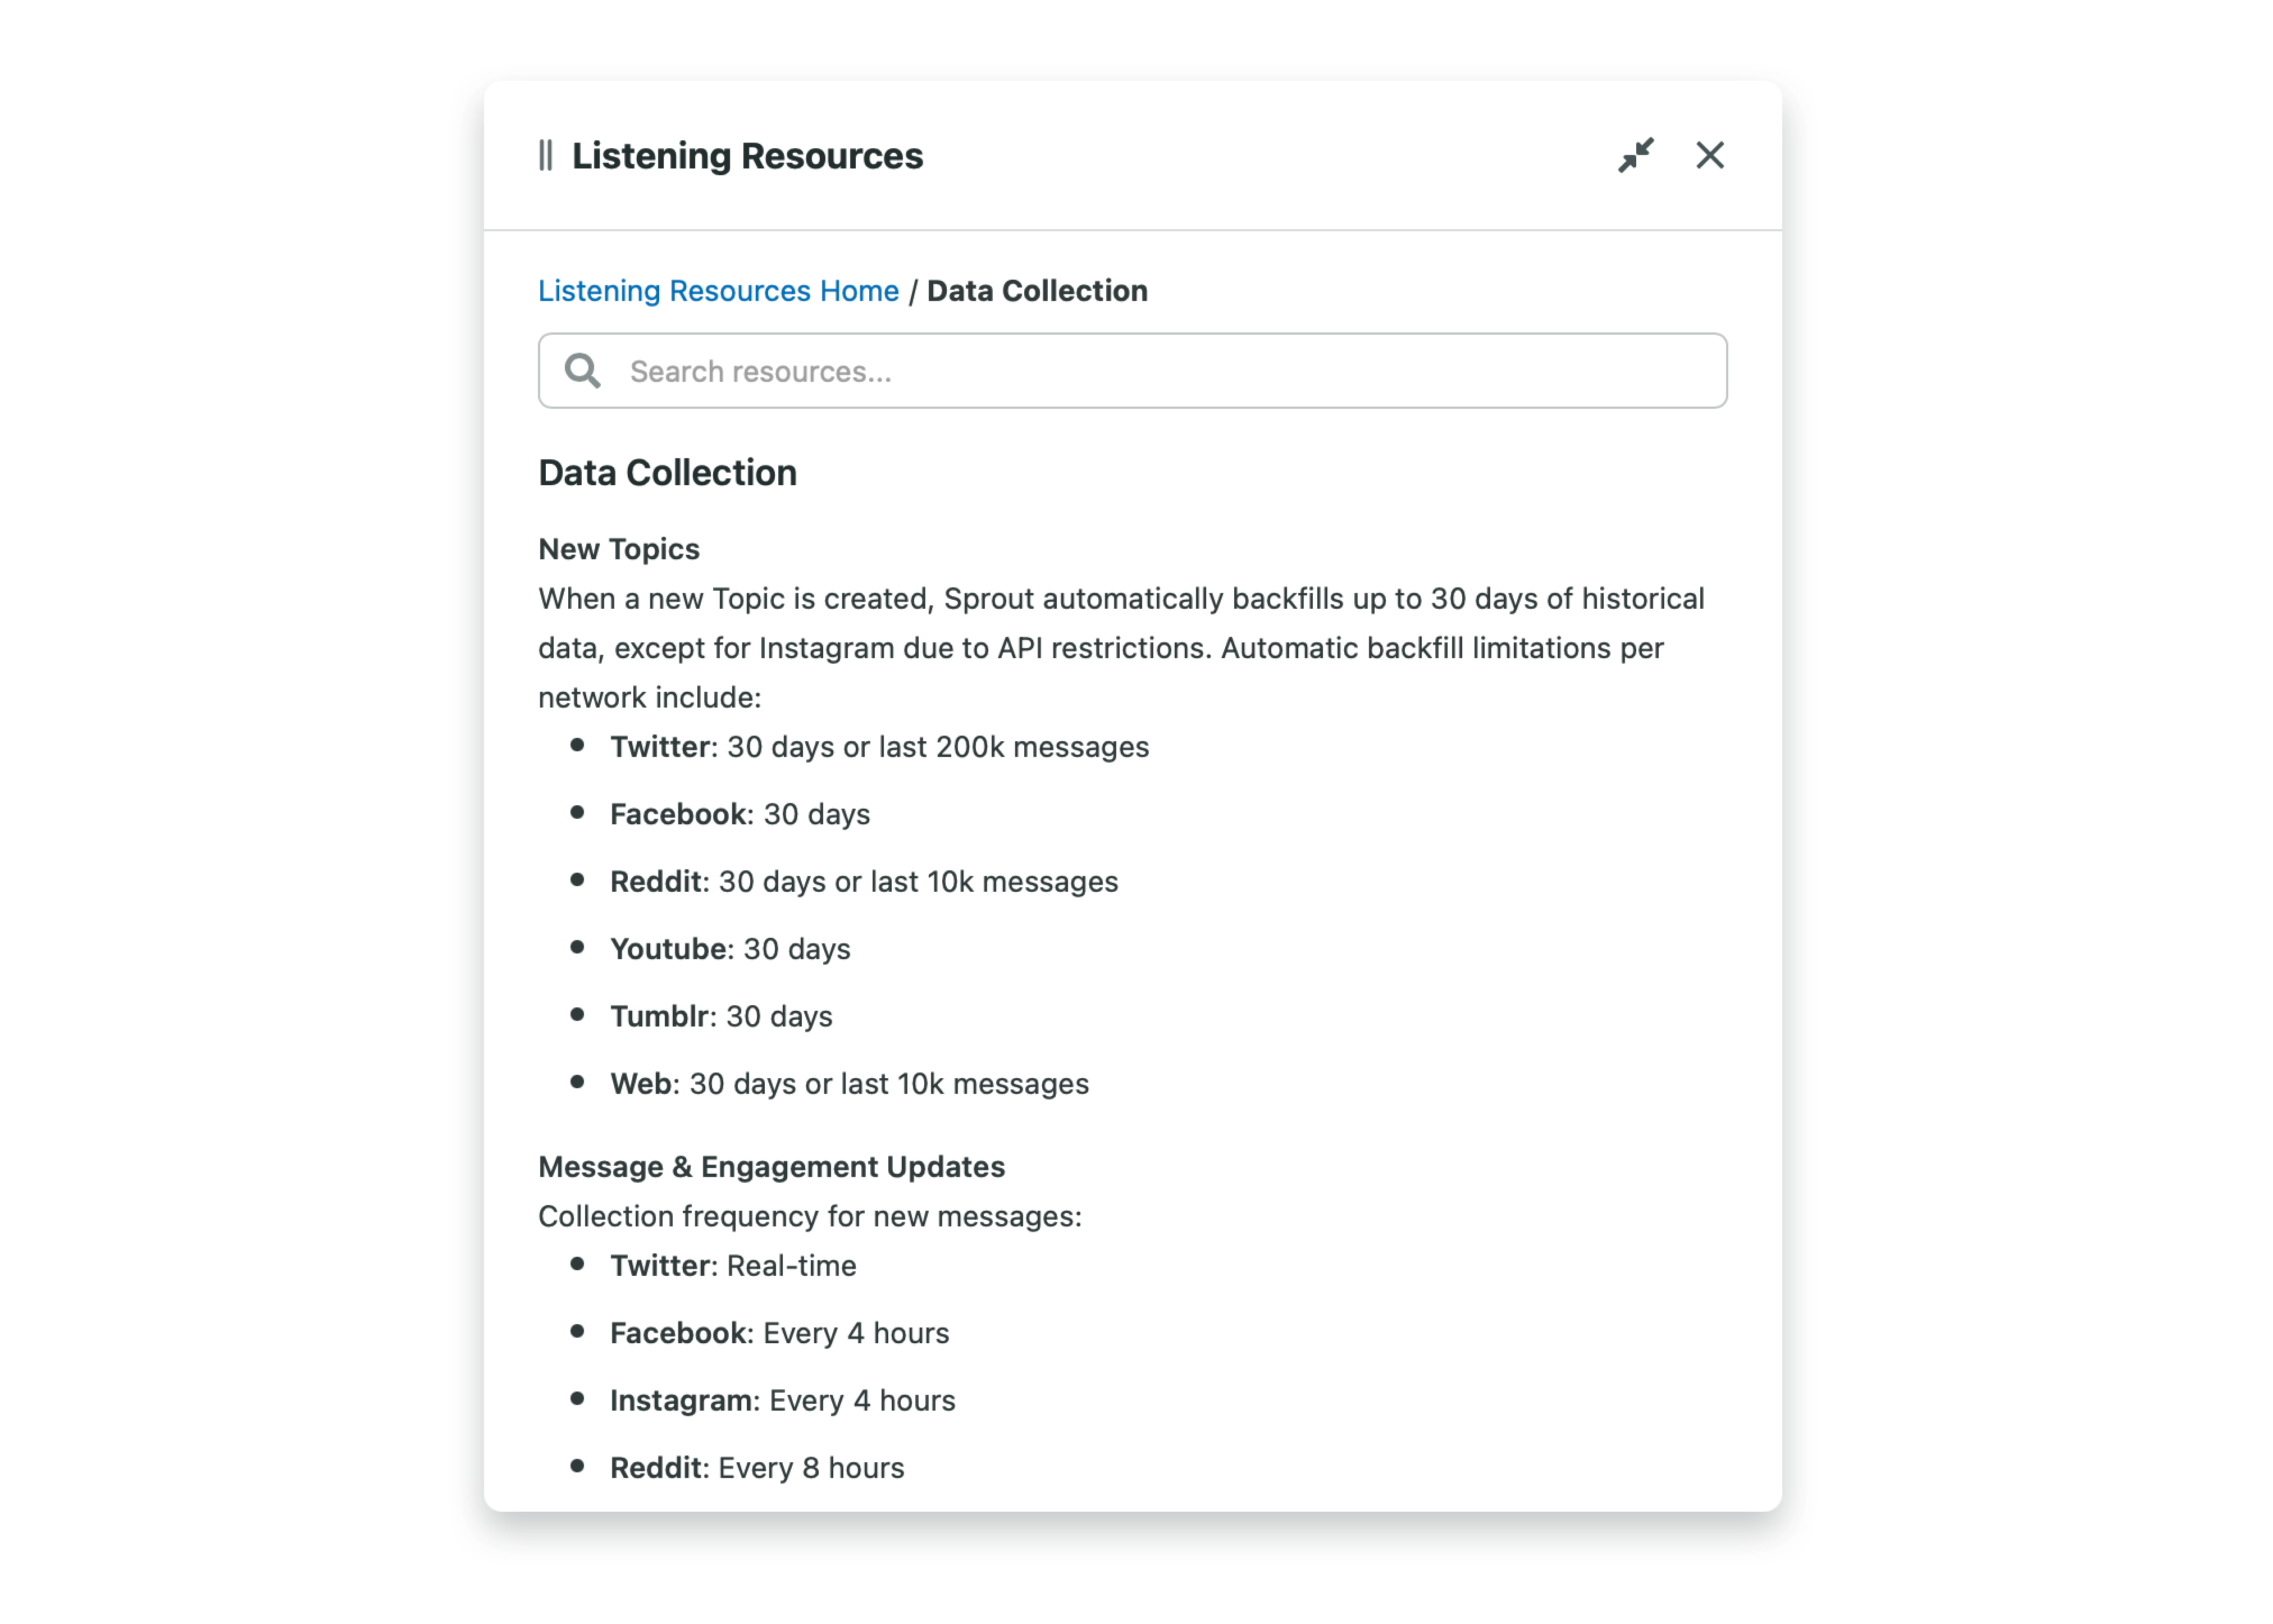 Listening Resources
Listening Resources Home / Data Collection
Search resources...
Data Collection
New Topics
When a new Topic is created, Sprout automatically backfills up to 30 days of historical
data, except for Instagram due to API restrictions. Automatic backfill limitations per
network include:
Twitter: 30 days or last 200k messages
Facebook: 30 days
Reddit: 30 days or last 10k messages
Youtube: 30 days
Tumblr: 30 days
Web: 30 days or last 10k messages
Message & Engagement Updates
Collection frequency for new messages:
Twitter: Real-time
Facebook: Every 4 hours
Instagram: Every 4 hours
Reddit: Every 8 hours